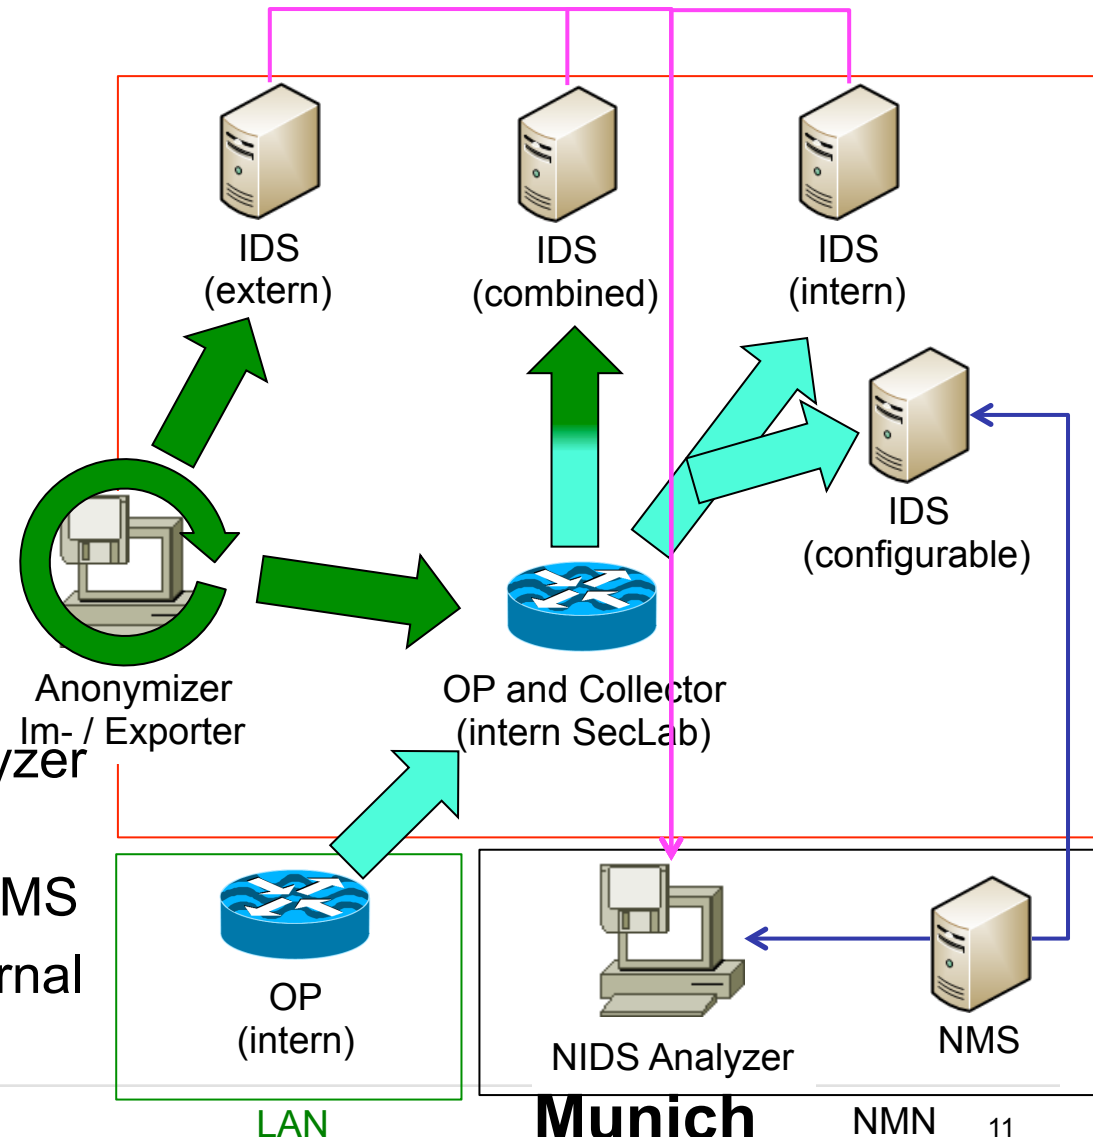 IDS
(extern)
IDS
(combined)
IDS
(intern)
IDS
(configurable)
Anonymizer
Im- / Exporter
OP and Collector
(intern SecLab)
yzer
MS
rnal
OP
(intern)
NIDS Analyzer
NMS
LAN
Munich
NMN
11